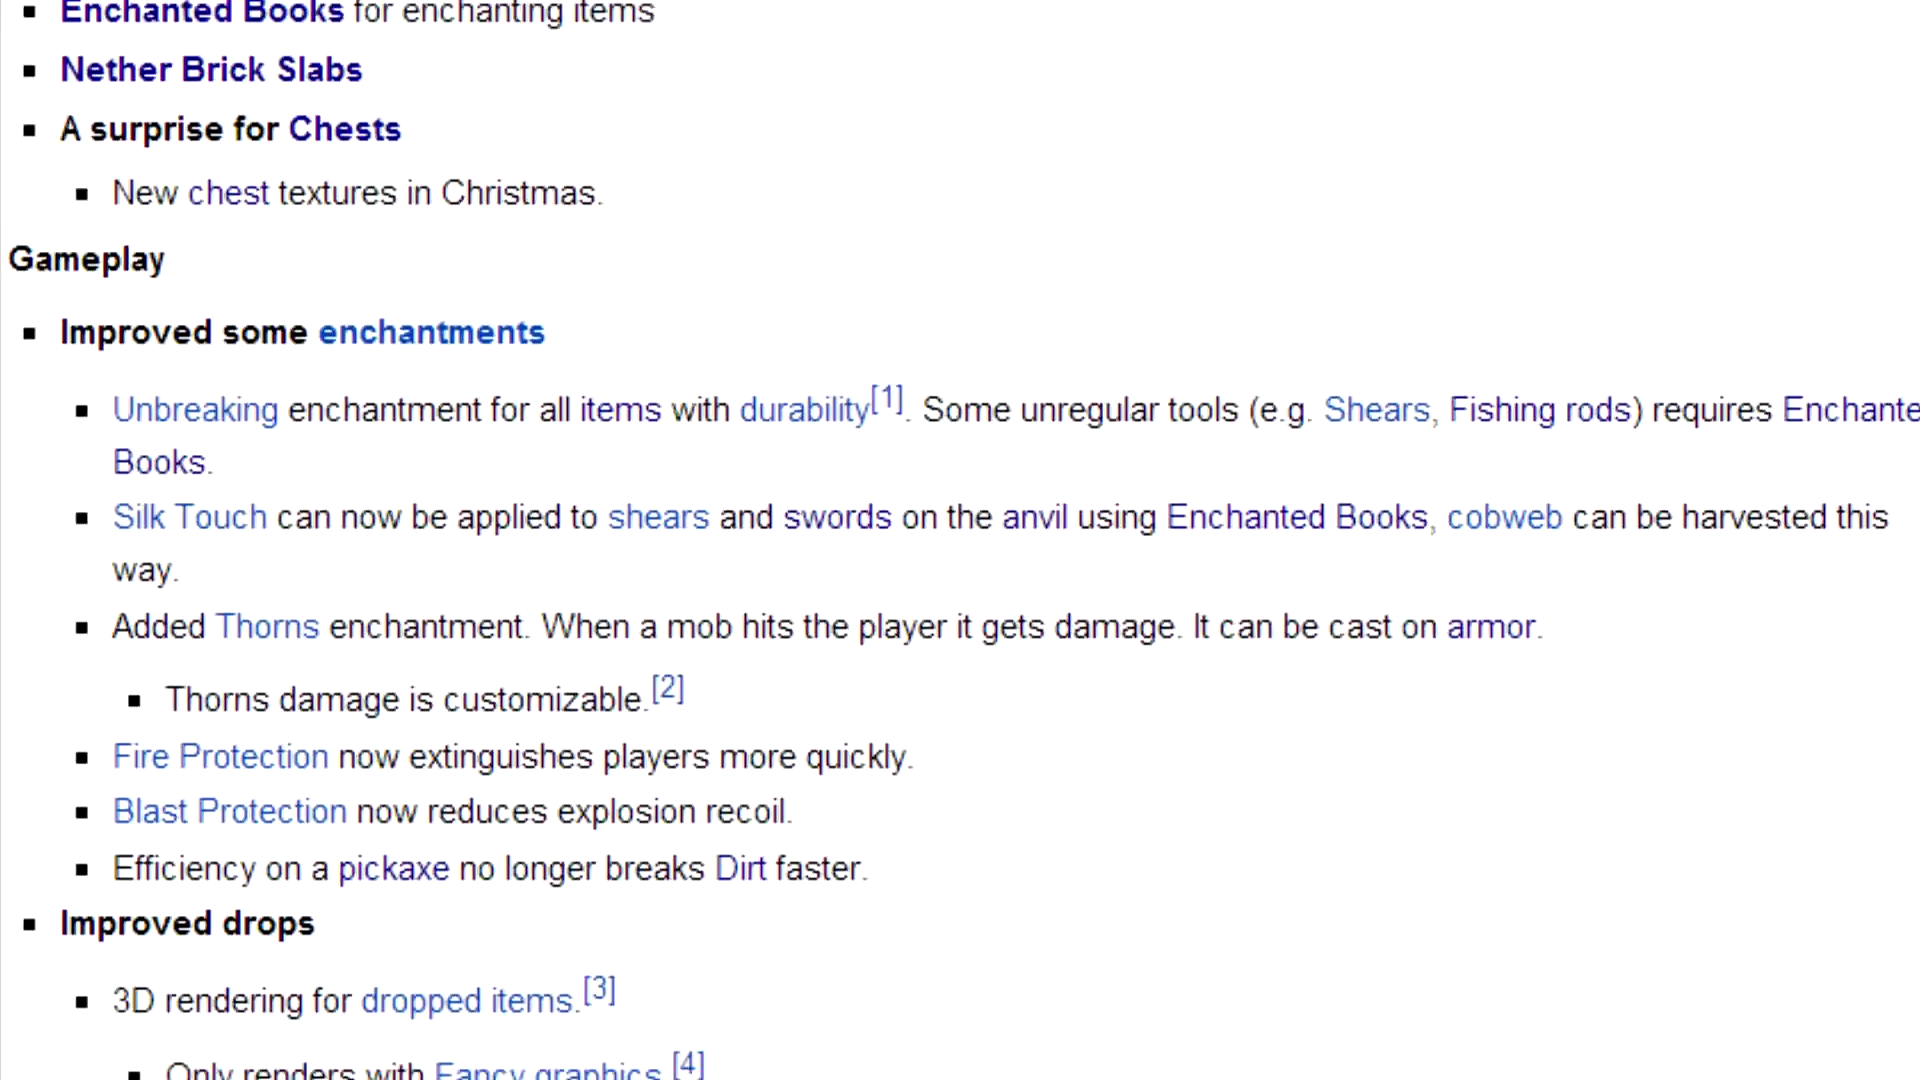 Enchanted Books for enchanting items
Nether Brick Slabs
A surprise for Chests
New chest textures in Christmas.
Gameplay
Improved some enchantments
Unbreaking enchantment for all items with durability[1]. Some unregular tools (e.g. Shears, Fishing rods) requires Enchante
Books.
Silk Touch can now be applied to shears and swords on the anvil using Enchanted Books, cobweb can be harvested this
way.
Added Thorns enchantment. When a mob hits the player it gets damage. It can be cast on armor.
Thorns damage is customizable.[2]
Fire Protection now extinguishes players more quickly.
Blast Protection now reduces explosion recoil.
Efficiency on a pickaxe no longer breaks Dirt faster.
Improved drops
3D rendering for dropped items.[3]
Only renders with Fancy graphics.[4]